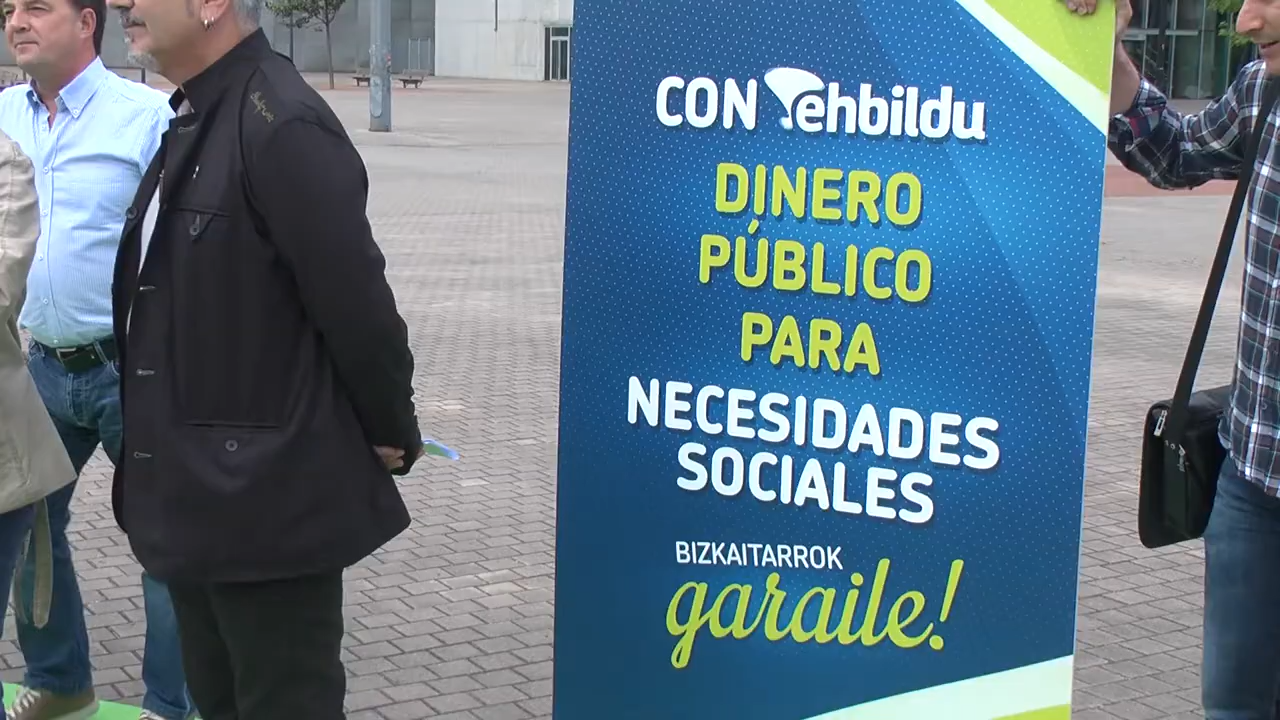 CON ehbildu
DINERO
PÚBLICO
PARA
NECESIDADES
SOCIALES
BIZKAITARROK
garaile!